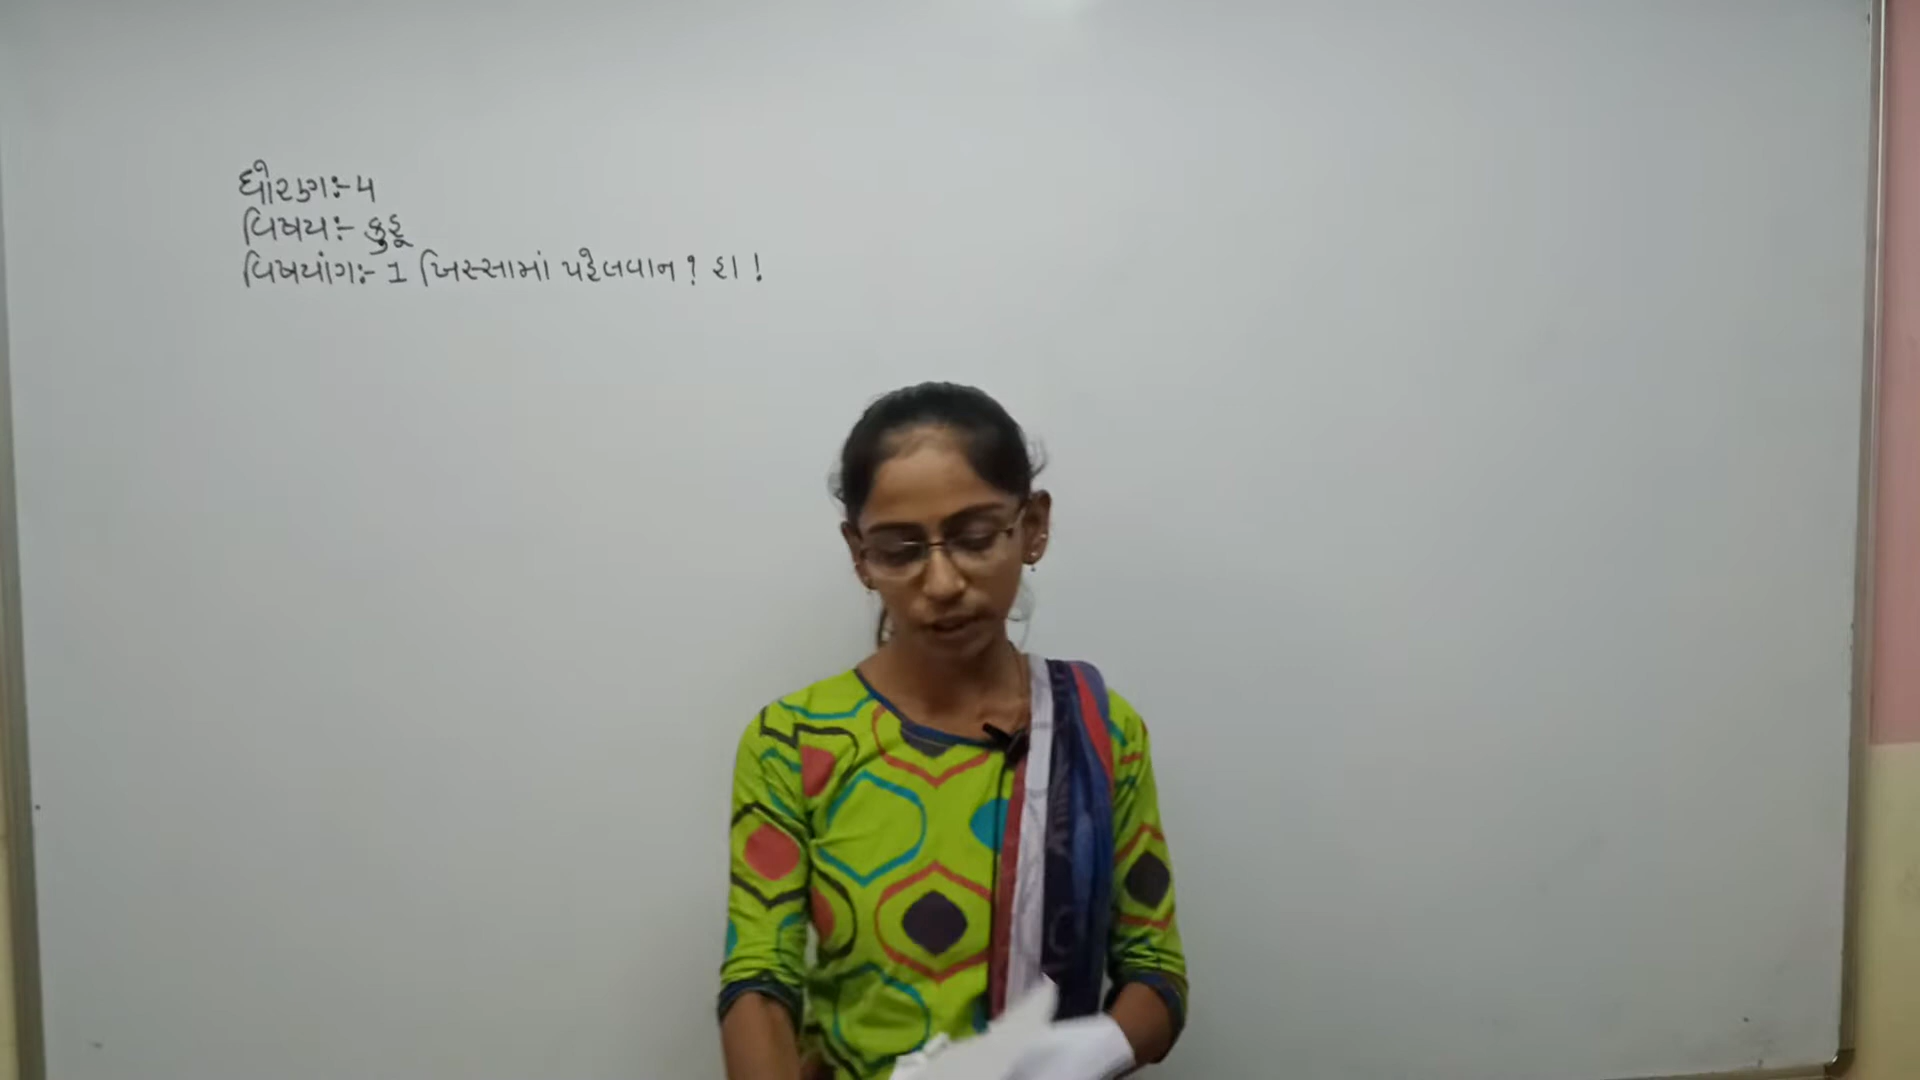 ધોરણ:- ૫
વિષય:- કુહૂ
વિષયાંગ:- 1 ખિસ્સામાં પહેલવાન ? હા !